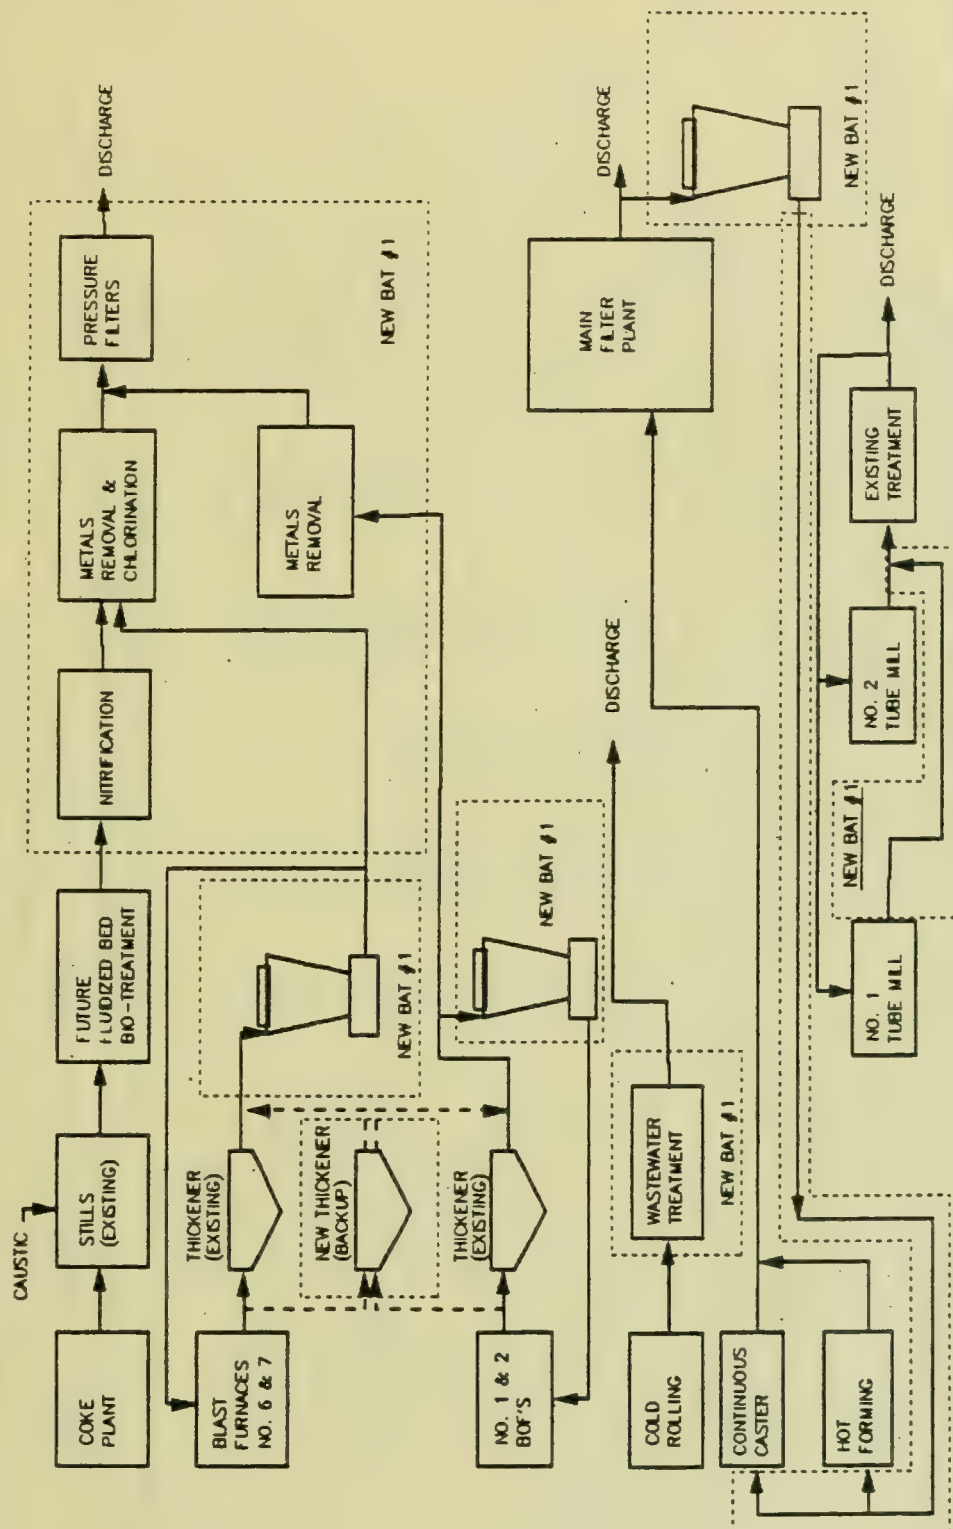 COKE
PLANT
CAUSTIC
STILLS
(EXISTING)
FUTURE
FLUIDIZED BED
BIO-TREATMENT
NITRIFICATION
METALS
REMOVAL &
CHLORINATION
PRESSURE
FILTERS
DISCHARGE
METALS
REMOVAL
NEW BAT #1
BLAST
FURNACES
NO. 6 & 7
THICKENER
(EXISTING)
NEW BAT #1
NEW THICKENER
(BACKUP)
NO. 1 & 2
BOF'S
THICKENER
(EXISTING)
NEW BAT #1
COLD
ROLLING
WASTEWATER
TREATMENT
NEW BAT #1
DISCHARGE
CONTINUOUS
CASTER
HOT
FORMING
MAIN
FILTER
PLANT
DISCHARGE
NEW BAT #1
NO. 1
TUBE MILL
NEW BAT #1
NO. 2
TUBE MILL
EXISTING
TREATMENT
DISCHARGE